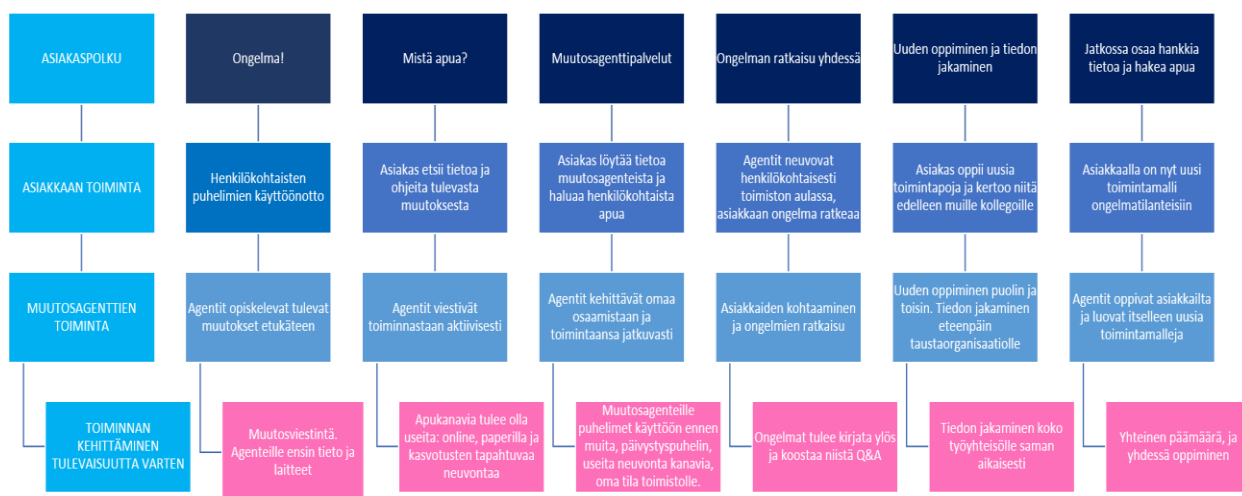 ASIAKASPOLKU
Ongelma!
Mistä apua?
Muutosagenttipalvelut
Ongelman ratkaisu yhdessä
Uuden oppiminen ja tiedon
jakaminen
Jatkossa osaa hankkia
tietoa ja hakea apua
ASIAKKAAN TOIMINTA
Henkilökohtaisten
puhelimien käyttöönotto
Asiakas etsii tietoa ja
ohjeita tulevasta
muutoksesta
Asiakas löytää tietoa
muutosagenteista ja
haluaa henkilökohtaista
apua
Agentit neuvovat
henkilökohtaisesti
toimiston aulassa,
asiakkaan ongelma ratkeaa
Asiakas oppii uusia
toimintapoja ja kertoo niitä
edelleen muille kollegoille
Asiakkaalla on nyt uusi
toimintamalli
ongelmatilanteisiin
MUUTOSAGENTTIEN
TOIMINTA
Agentit opiskelevat tulevat
muutokset etukäteen
Agentit viestivät
toiminnastaan aktiivisesti
Agentit kehittävät omaa
osaamistaan ja
toimintaansa jatkuvasti
Asiakkaiden kohtaaminen
ja ongelmien ratkaisu
Uuden oppiminen puolin ja
toisin. Tiedon jakaminen
eteenpäin
taustaorganisaatiolle
Agentit oppivat asiakkailta
ja luovat itselleen uusia
toimintamalleja
TOIMINNAN
KEHITTÄMINEN
TULEVAISUUTTA VARTEN
Muutosviestintä.
Agenteille ensin tieto ja
laitteet
Apukanavia tulee olla
useita: online, paperilla ja
kasvotusten tapahtuvaa
neuvontaa
Muutosagenteille
puhelimet käyttöön ennen
muita, päivystyspuhelin,
useita neuvonta kanavia,
oma tila toimistolle.
Ongelmat tulee kirjata ylös
ja koostaa niistä Q&A
Tiedon jakaminen koko
työyhteisölle saman
aikaisesti
Yhteinen päämäärä, ja
yhdessä oppiminen